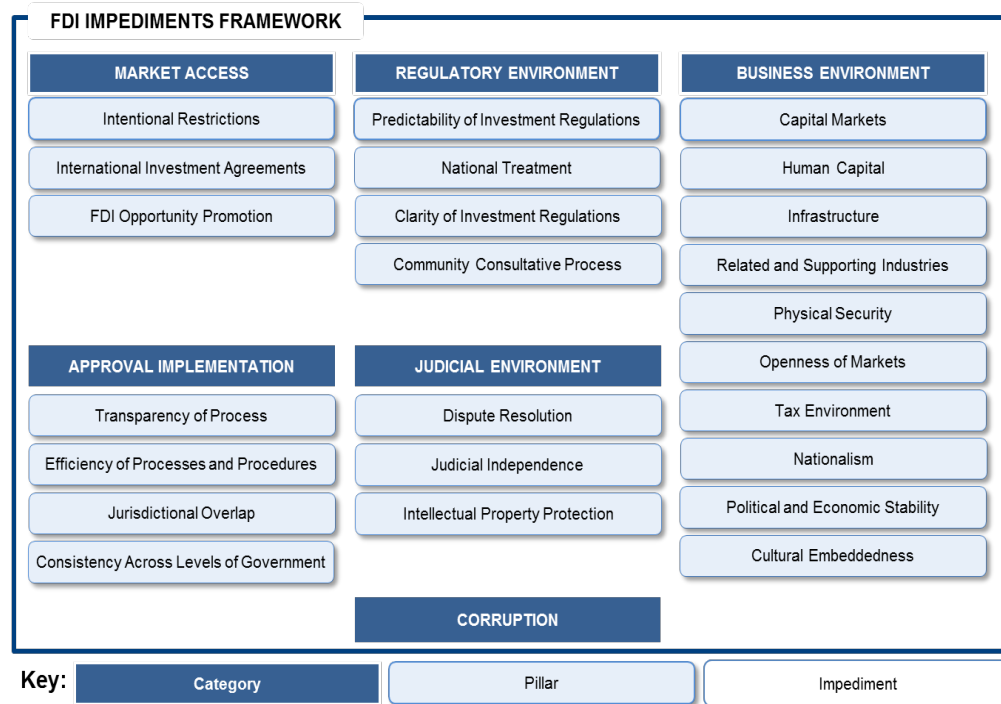 FDI IMPEDIMENTS FRAMEWORK
MARKET ACCESS
Intentional Restrictions
International Investment Agreements
FDI Opportunity Promotion
REGULATORY ENVIRONMENT
Predictability of Investment Regulations
National Treatment
Clarity of Investment Regulations
Community Consultative Process
BUSINESS ENVIRONMENT
Capital Markets
Human Capital
Infrastructure
Related and Supporting Industries
Physical Security
Openness of Markets
Tax Environment
Nationalism
Political and Economic Stability
Cultural Embeddedness
APPROVAL IMPLEMENTATION
Transparency of Process
Efficiency of Processes and Procedures
Jurisdictional Overlap
Consistency Across Levels of Government
JUDICIAL ENVIRONMENT
Dispute Resolution
Judicial Independence
Intellectual Property Protection
CORRUPTION
Key:
Category
Pillar
Impediment